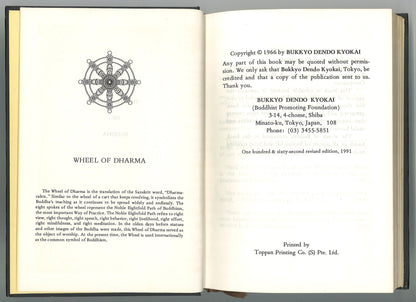 WHEEL OF DHARMA
The Wheel of Dharma is the translation of the Sanskrit word, "Dharma-
cakra." Similar to the wheel of a cart that keeps revolving, it symbolizes
the Buddha's teaching as it continues to be spread widely and endlessly. The
eight spokes of the wheel represent the Noble Eightfold Path of Buddhism,
the most important Way of Practice. The Noble Eightfold Path refers to right
view, right thought, right speech, right behavior, right livelihood, right effort,
right mindfulness, and right meditation. In the olden days before statues
and other images of the Buddha were made, this Wheel of Dharma served as the
object of worship. At the present time, the Wheel is used internationally
as the common symbol of Buddhism.
Copyright © 1966 by BUKKYO DENDO KYOKAI
Any part of this book may be quoted without permis-
sion. We only ask that Bukkyo Dendo Kyokai, Tokyo, be
credited and that a copy of the publication sent to us.
Thank you.
BUKKYO DENDO KYOKAI
(Buddhist Promoting Foundation)
3-14, 4-chome, Shiba
Minato-ku, Tokyo, Japan, 108
Phone: (03) 3455-5851
One hundred & sixty-second revised edition, 1991
Printed by
Toppan Printing Co. (S) Pte. Ltd.